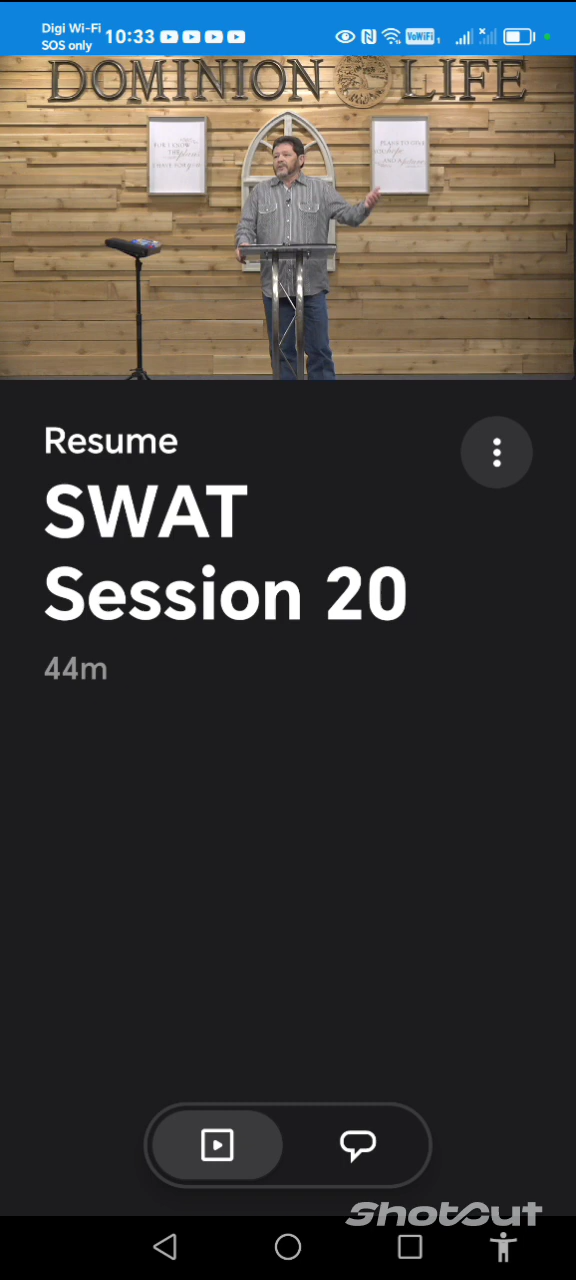 Digi Wi-Fi
SOS only
10:33
VoWiFi
DOMINION LIFE
Resume
SWAT
Session 20
44m
Shotcut